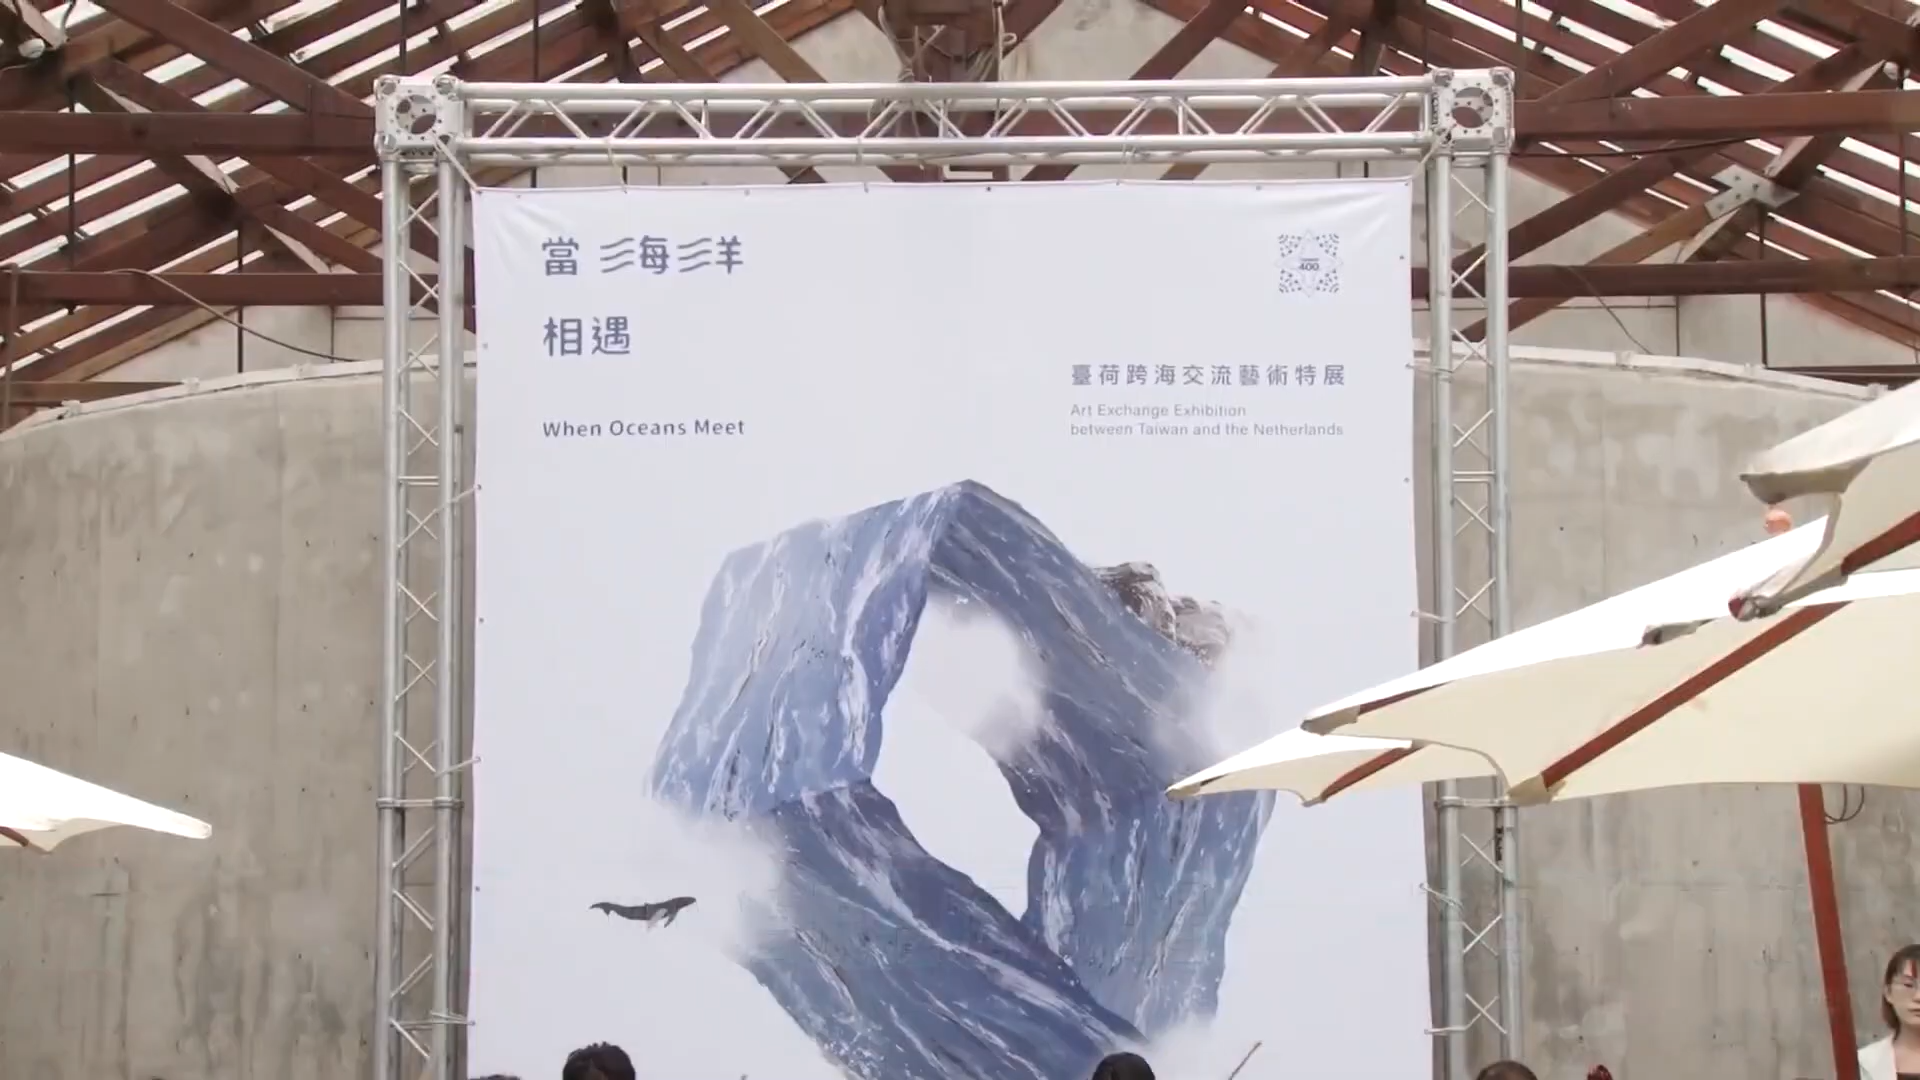 當 海洋
相遇
When Oceans Meet
400
臺荷跨海交流藝術特展
Art Exchange Exhibition
between Taiwan and the Netherlands